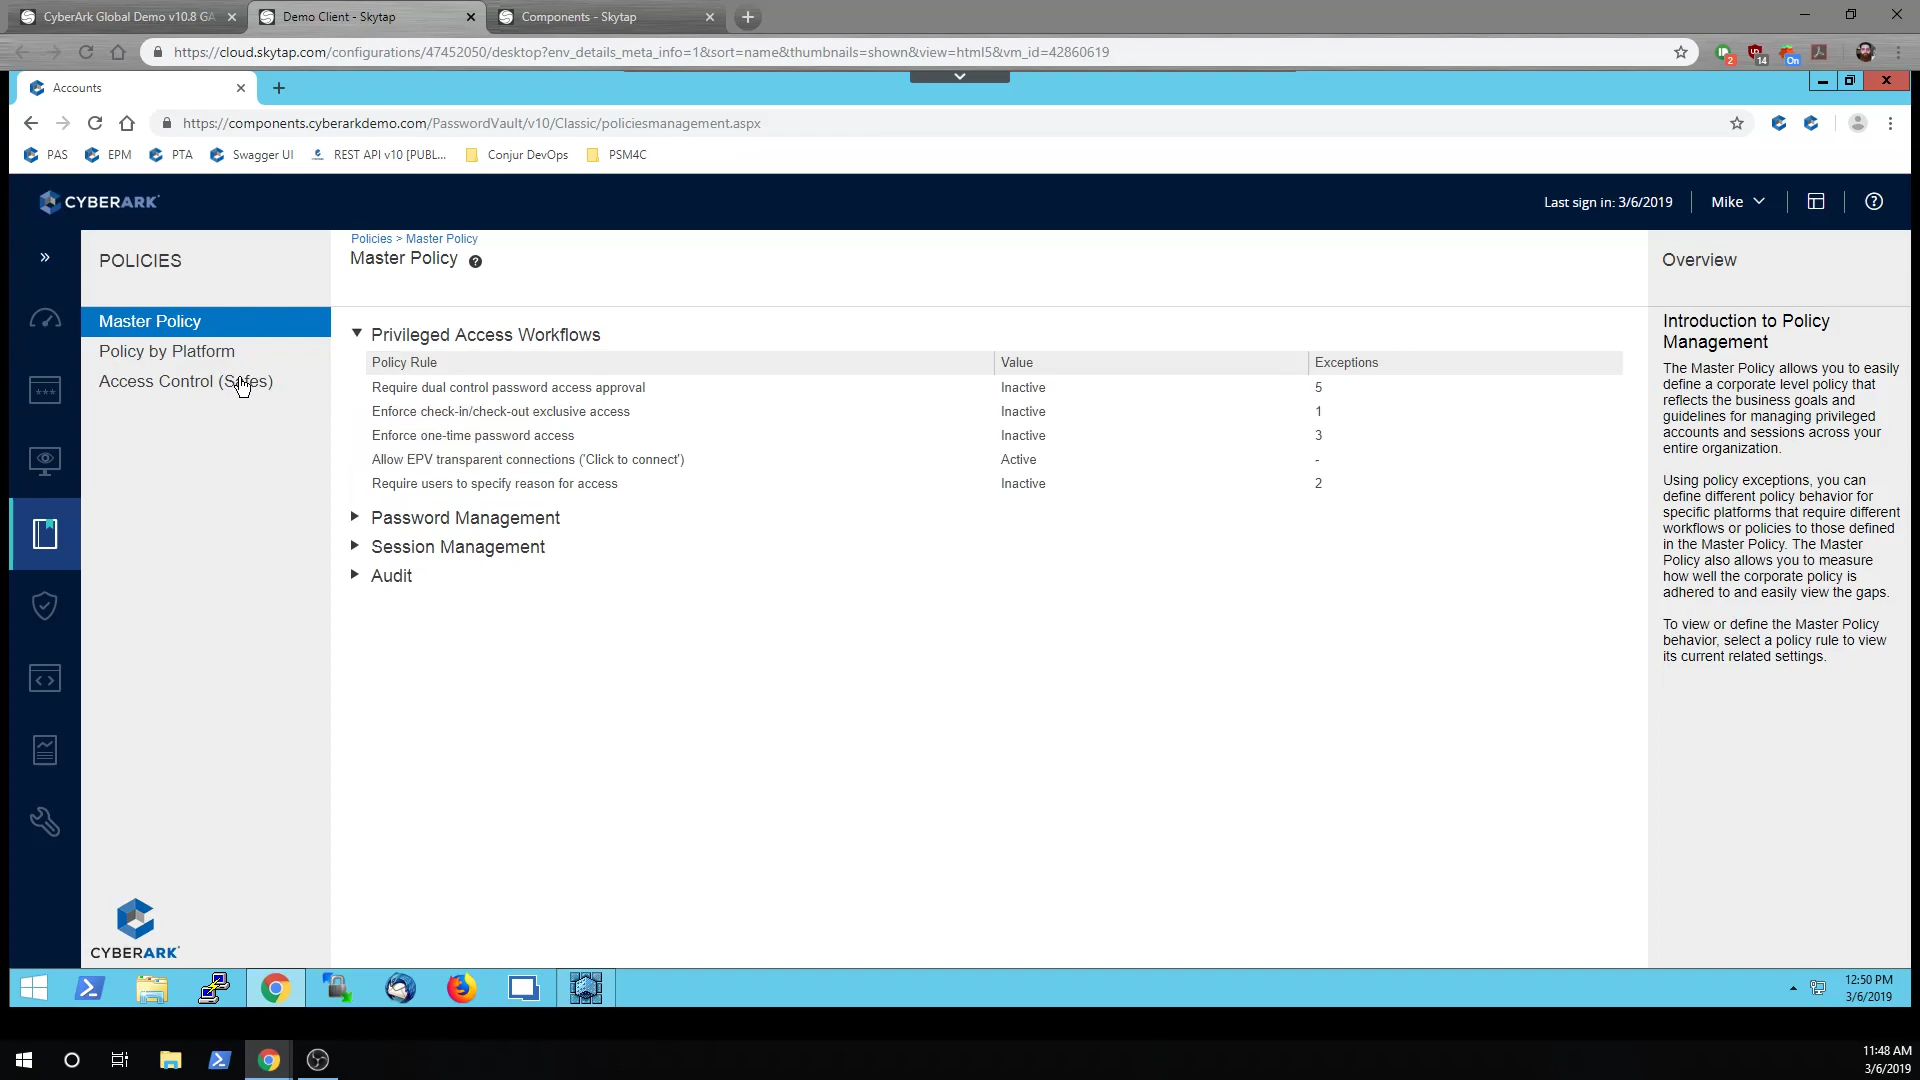 CyberArk Global Demo v10.8 GA
Demo Client - Skytap
Components - Skytap
https://cloud.skytap.com/configurations/47452050/desktop?env_details_meta_info=1&sort=name&thumbnails=shown&view=html5&vm_id=42860619
2
14
On
Accounts
https://components.cyberarkdemo.com/PasswordVault/v10/Classic/policiesmanagement.aspx
PAS EPM PTA Swagger UI REST API v10 [PUBL... Conjur DevOps PSM4C
CYBERARK
Last sign in: 3/6/2019
Mike
POLICIES
Master Policy
Policy by Platform
Access Control (Safes)
Policies > Master Policy
Master Policy
Privileged Access Workflows
Policy Rule Value Exceptions
Require dual control password access approval Inactive 5
Enforce check-in/check-out exclusive access Inactive 1
Enforce one-time password access Inactive 3
Allow EPV transparent connections ('Click to connect') Active -
Require users to specify reason for access Inactive 2
Password Management
Session Management
Audit
Overview
Introduction to Policy
Management
The Master Policy allows you to easily
define a corporate level policy that
reflects the business goals and
guidelines for managing privileged
accounts and sessions across your
entire organization.
Using policy exceptions, you can
define different policy behavior for
specific platforms that require different
workflows or policies to those defined
in the Master Policy. The Master
Policy also allows you to measure
how well the corporate policy is
adhered to and easily view the gaps.
To view or define the Master Policy
behavior, select a policy rule to view
its current related settings.
CYBERARK
12:50 PM
3/6/2019
11:48 AM
3/6/2019